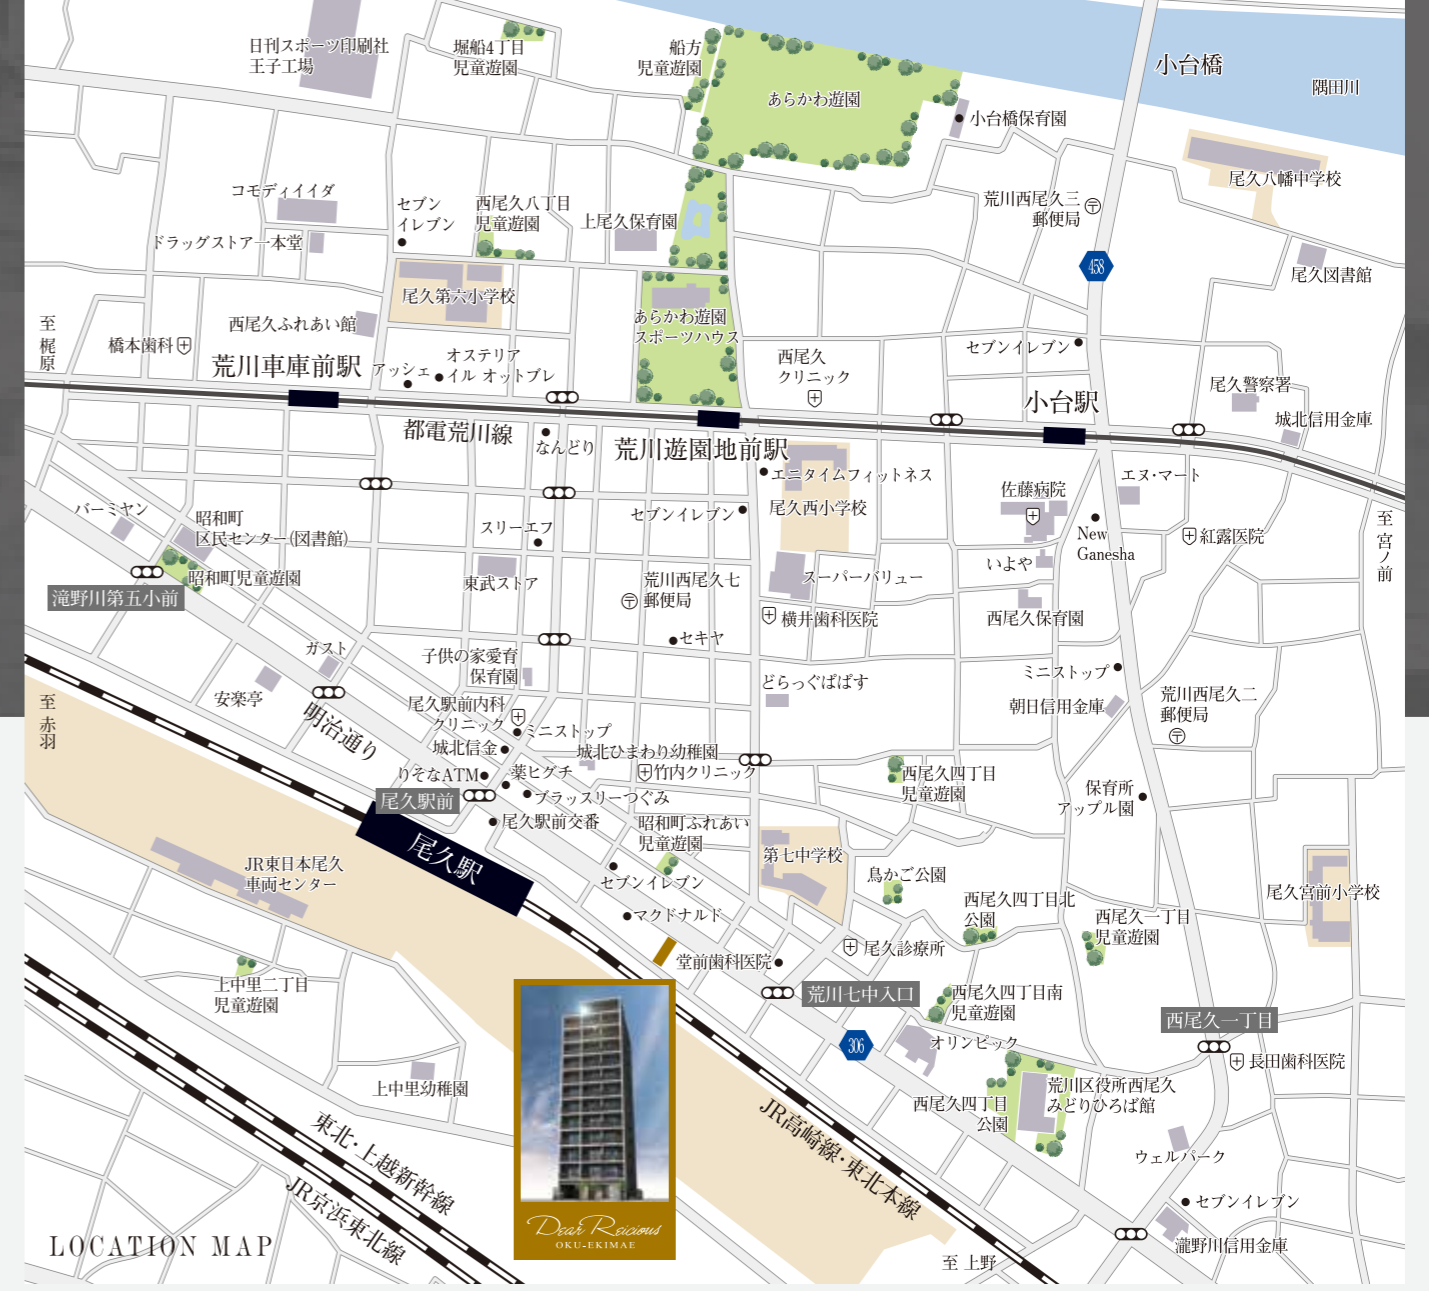 日刊スポーツ印刷社
王子工場
堀船4丁目
児童遊園
船方
児童遊園
あらかわ遊園
小台橋
隅田川
小台橋保育園
尾久八幡中学校
コモディイイダ
セブン
イレブン
西尾久八丁目
児童遊園
上尾久保育園
荒川西尾久三
郵便局
ドラッグストア一本堂
458
尾久図書館
尾久第六小学校
あらかわ遊園
スポーツハウス
至梶原
橋本歯科
西尾久ふれあい館
荒川車庫前駅
アッシュ
オステリア
イル オットブレ
西尾久
クリニック
セブンイレブン
小台駅
尾久警察署
城北信用金庫
都電荒川線
なんどり
荒川遊園地前駅
エニタイムフィットネス
尾久西小学校
佐藤病院
エヌ・マート
バーミヤン
昭和町
区民センター(図書館)
スリーエフ
セブンイレブン
New
Ganesha
紅露医院
至宮ノ前
昭和町児童遊園
滝野川第五小前
東武ストア
荒川西尾久七
郵便局
スーパーバリュー
いよや
横井歯科医院
西尾久保育園
セキヤ
ガスト
子供の家愛育
保育園
どらっぐぱぱす
ミニストップ
安楽亭
至赤羽
明治通り
尾久駅前内科
クリニック
ミニストップ
朝日信用金庫
荒川西尾久二
郵便局
城北信金
城北ひまわり幼稚園
りそなATM
薬ヒグチ
竹内クリニック
西尾久四丁目
児童遊園
保育所
アップル園
尾久駅前
ブラッスリーつぐみ
尾久駅前交番
昭和町ふれあい
児童遊園
尾久駅
JR東日本尾久
車両センター
第七中学校
鳥かご公園
セブンイレブン
尾久宮前小学校
マクドナルド
西尾久四丁目北
公園
西尾久一丁目
児童遊園
尾久診療所
堂前歯科医院
上中里二丁目
児童遊園
荒川七中入口
西尾久四丁目南
児童遊園
西尾久一丁目
306
オリンピック
長田歯科医院
上中里幼稚園
荒川区役所西尾久
みどりひろば館
西尾久四丁目
公園
東北・上越新幹線
JR高崎線・東北本線
ウェルパーク
JR京浜東北線
セブンイレブン
瀧野川信用金庫
至 上野
Dear Reicious
OKU-EKIMAE
LOCATION MAP